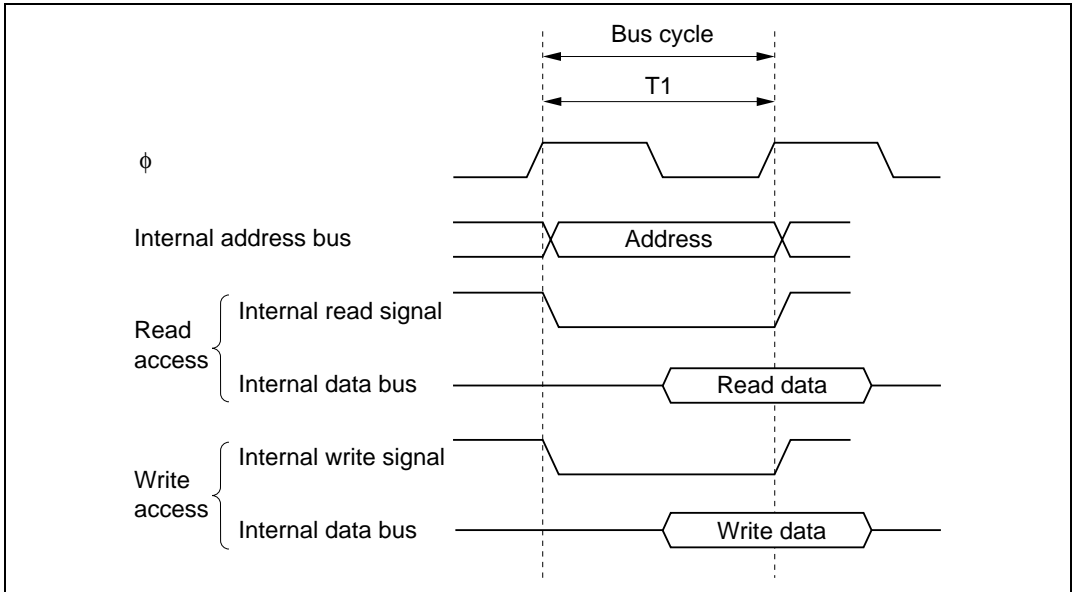 Bus cycle
T1
ϕ
Internal address bus
Address
Read
access
Internal read signal
Internal data bus
Read data
Write
access
Internal write signal
Internal data bus
Write data